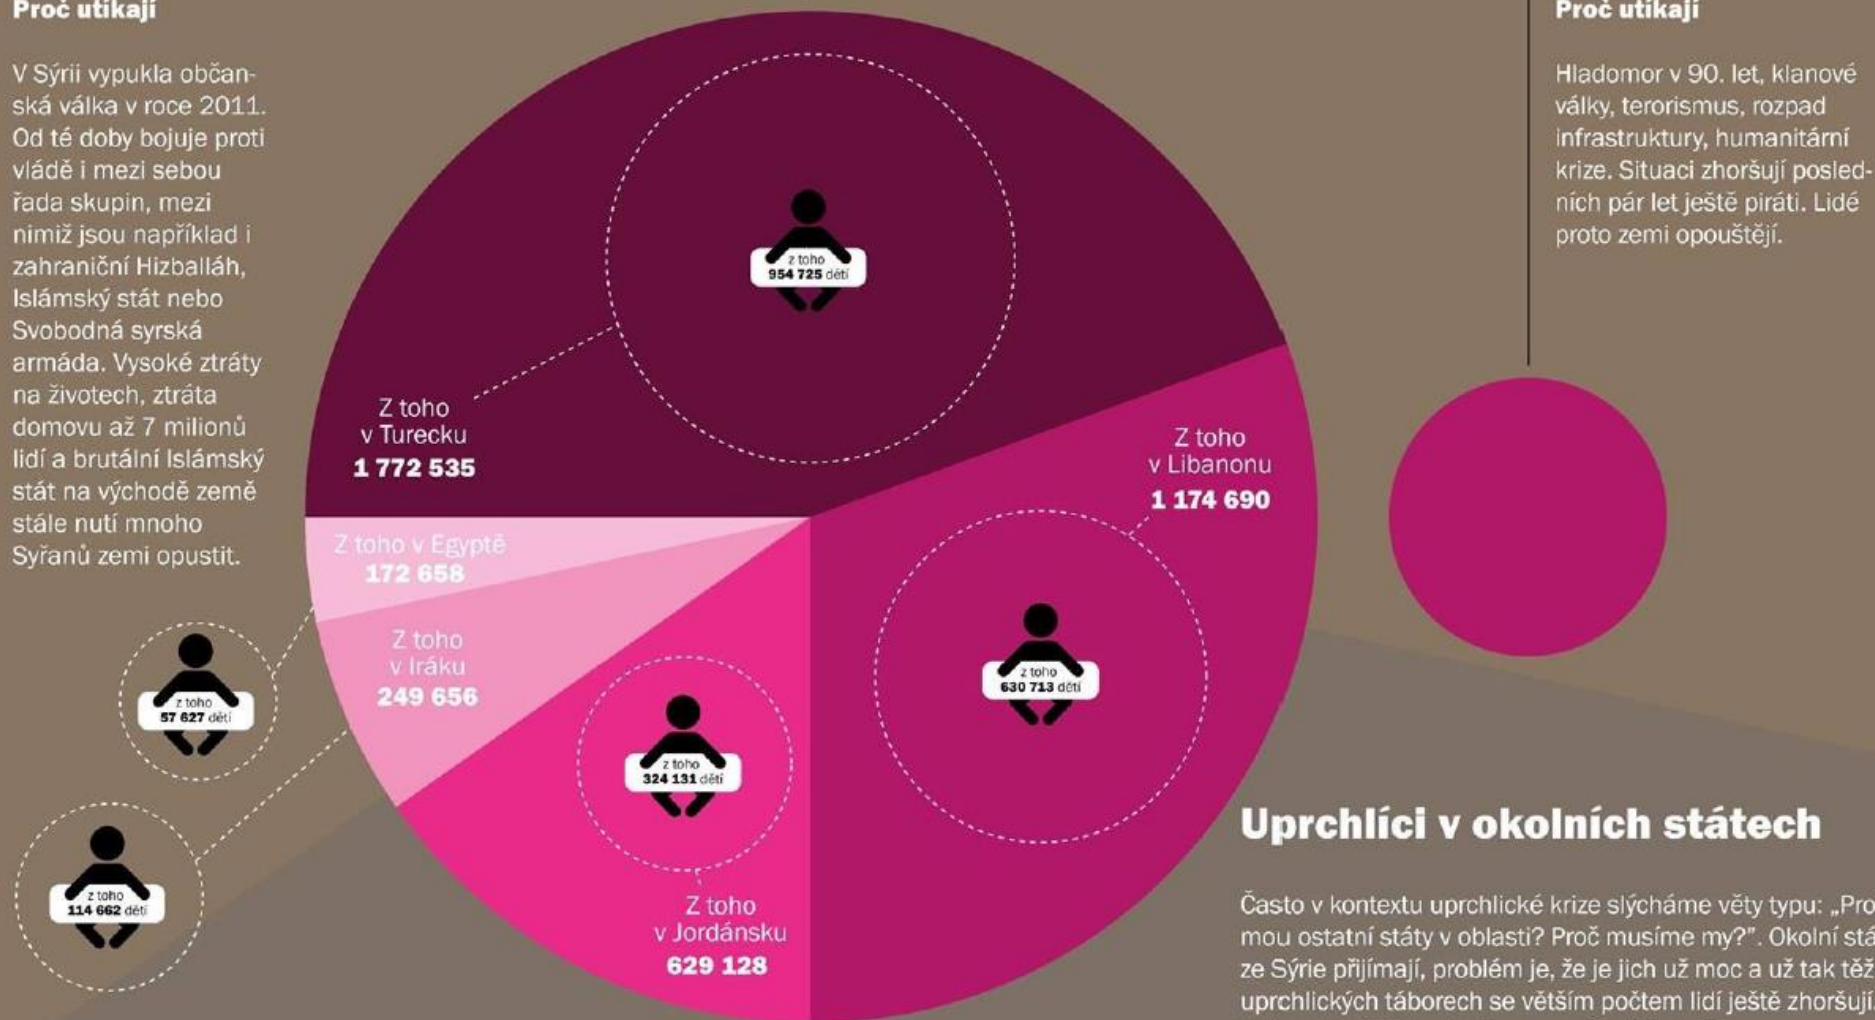 Proč utíkají
V Sýrii vypukla občan-
ská válka v roce 2011.
Od té doby bojuje proti
vládě i mezi sebou
řada skupin, mezi
nimiž jsou například i
zahraniční Hizballáh,
Islámský stát nebo
Svobodná syrská
armáda. Vysoké ztráty
na životech, ztráta
domovu až 7 milionů
lidí a brutální Islámský
stát na východě země
stále nutí mnoho
Syřanů zemi opustit.
z toho
954 725 dětí
Z toho
v Turecku
1 772 535
Z toho
v Libanonu
1 174 690
z toho
630 713 dětí
Z toho v Egyptě
172 658
z toho
57 627 dětí
Z toho
v Iráku
249 656
z toho
114 662 dětí
z toho
324 131 dětí
Z toho
v Jordánsku
629 128
Proč utíkají
Hladomor v 90. let, klanové
války, terorismus, rozpad
infrastruktury, humanitární
krize. Situaci zhoršují posled-
ních pár let ještě piráti. Lidé
proto zemi opouštějí.
Uprchlíci v okolních státech
Často v kontextu uprchlické krize slýcháme věty typu: „Pro
mou ostatní státy v oblasti? Proč musíme my?”. Okolní stá
ze Sýrie přijímají, problém je, že je jich už moc a už tak těž
uprchlických táborech se větším počtem lidí ještě zhoršují.